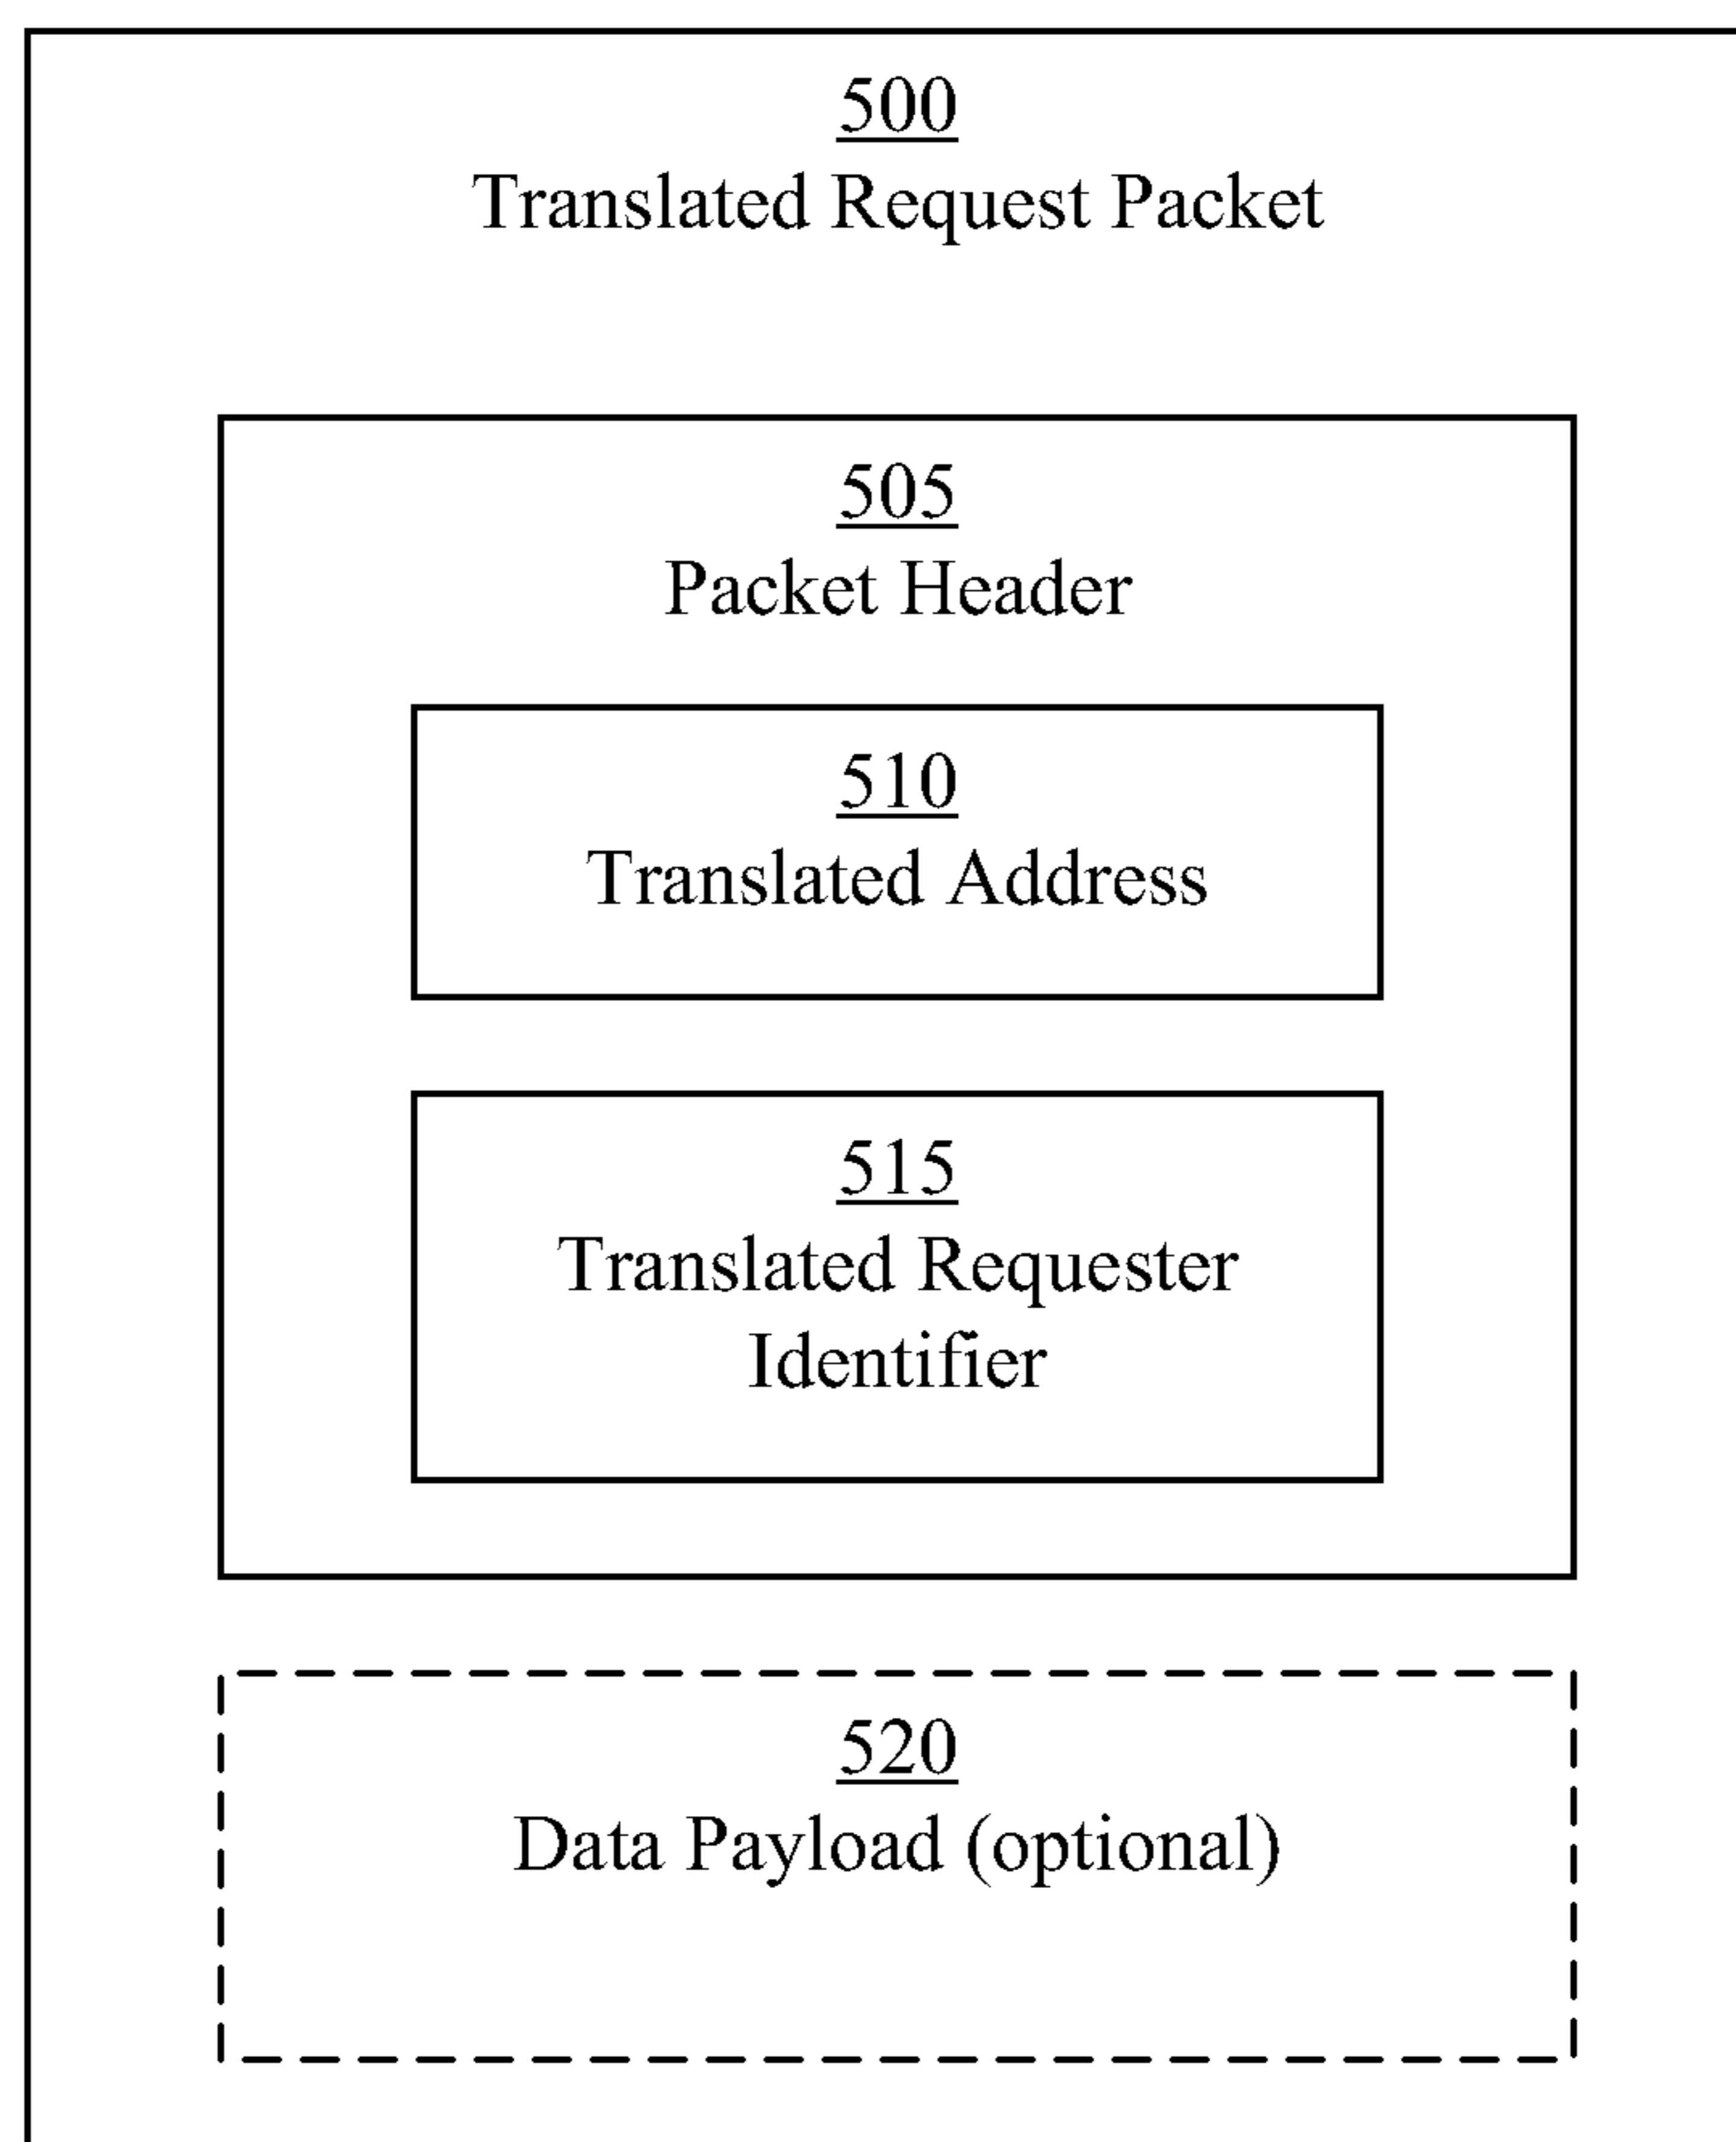 500
Translated Request Packet
505
Packet Header
510
Translated Address
515
Translated Requester
Identifier
520
Data Payload (optional)